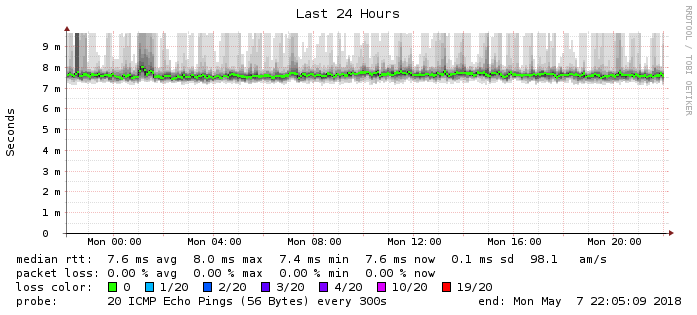 Last 24 Hours
RRDTOOL / TOBI OETIKER
Seconds
9 m
8 m
7 m
6 m
5 m
4 m
3 m
2 m
1 m
0
Mon 00:00 Mon 04:00 Mon 08:00 Mon 12:00 Mon 16:00 Mon 20:00
median rtt: 7.6 ms avg 8.0 ms max 7.4 ms min 7.6 ms now 0.1 ms sd 98.1 am/s
packet loss: 0.00 % avg 0.00 % max 0.00 % min 0.00 % now
loss color: 0 1/20 2/20 3/20 4/20 10/20 19/20
probe: 20 ICMP Echo Pings (56 Bytes) every 300s end: Mon May 7 22:05:09 2018